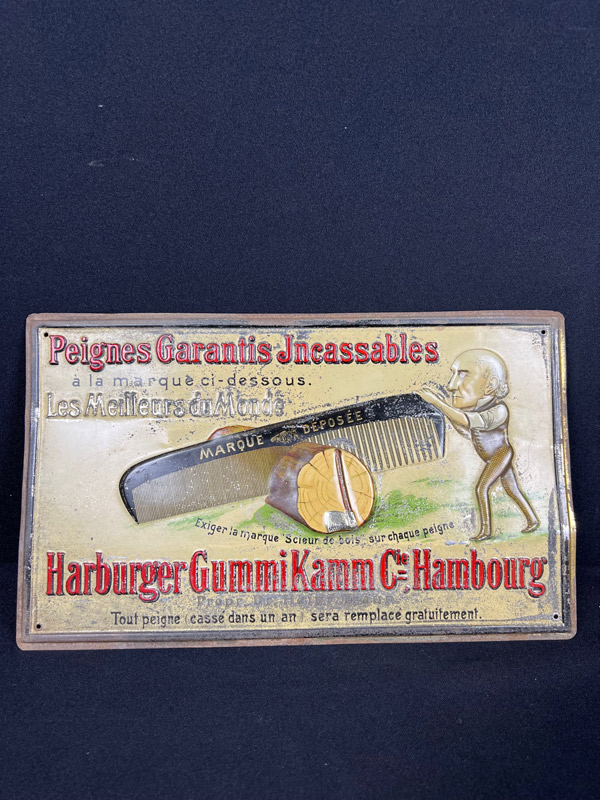 Peignes Garantis Jncassables
à la marque ci-dessous.
Les Meilleurs du Monde
MARQUE DÉPOSÉE
Exiger la marque "Scieur de bois" sur chaque peigne
Harburger Gummi Kamm Cie Hambourg
Tout peigne (cassé dans un an) sera remplacé gratuitement.